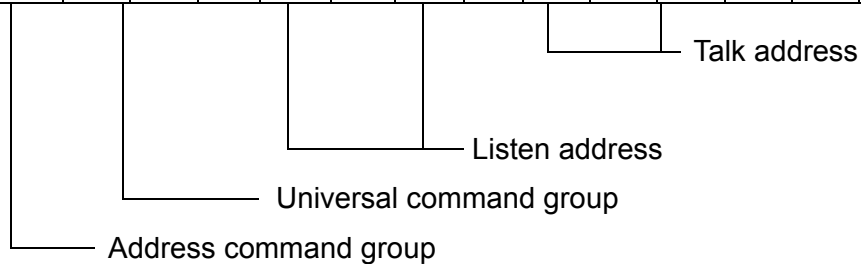 Talk address
Listen address
Universal command group
Address command group